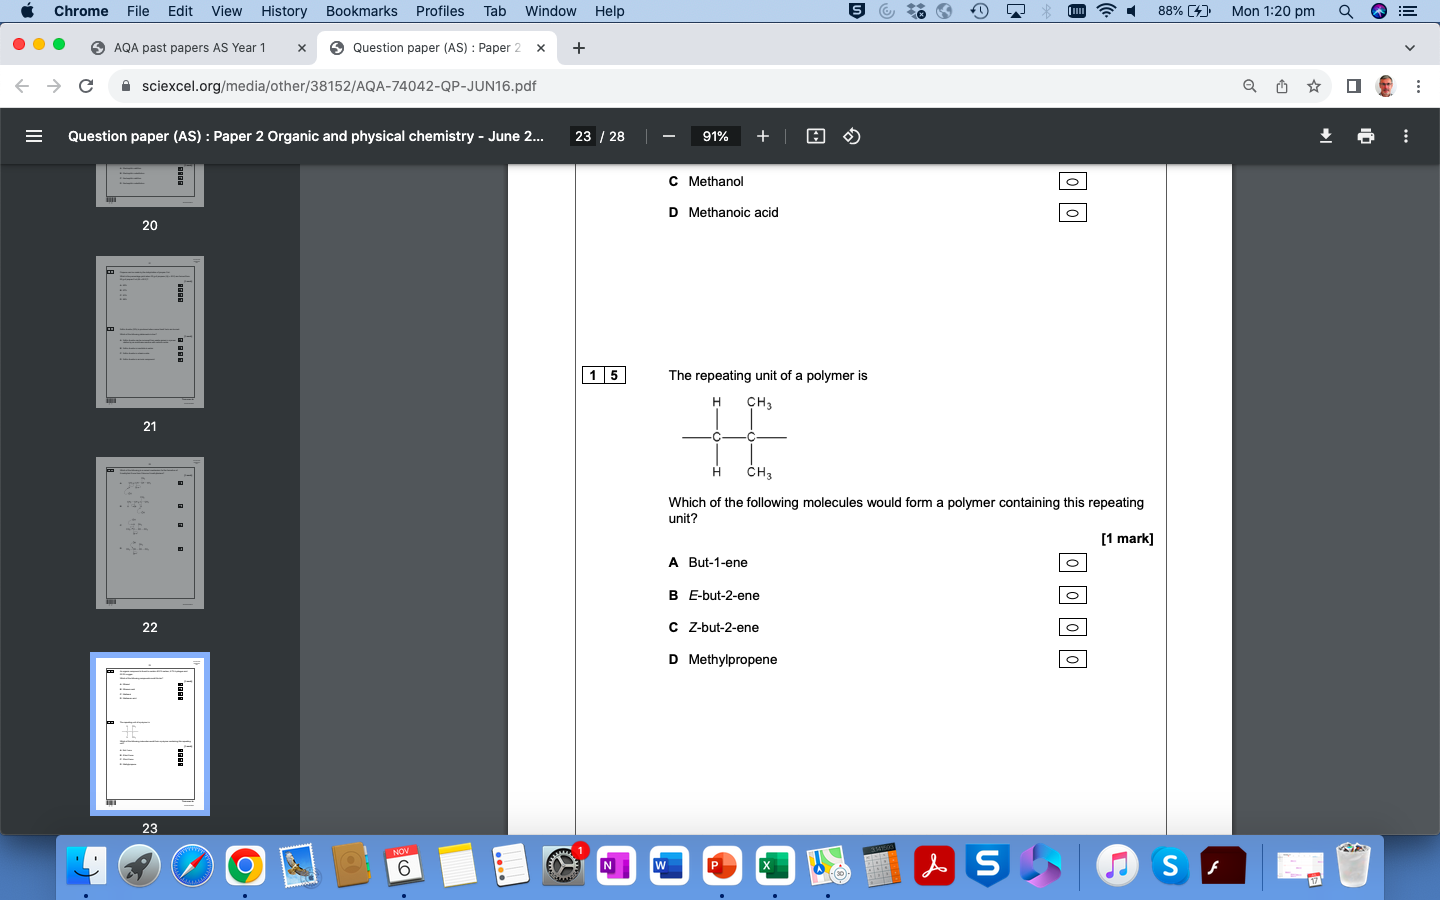 Chrome File Edit View History Bookmarks Profiles Tab Window Help 88% Mon 1:20 pm
AQA past papers AS Year 1
Question paper (AS) : Paper 2
sciexcel.org/media/other/38152/AQA-74042-QP-JUN16.pdf
Question paper (AS) : Paper 2 Organic and physical chemistry - June 2... 23 / 28 91%
20
21
22
23
C Methanol
D Methanoic acid
1 5 The repeating unit of a polymer is
H CH3
C C
H CH3
Which of the following molecules would form a polymer containing this repeating
unit?
[1 mark]
A But-1-ene
B E-but-2-ene
C Z-but-2-ene
D Methylpropene
NOV
6
1
N
W
P
X
3D
S
S
f
17